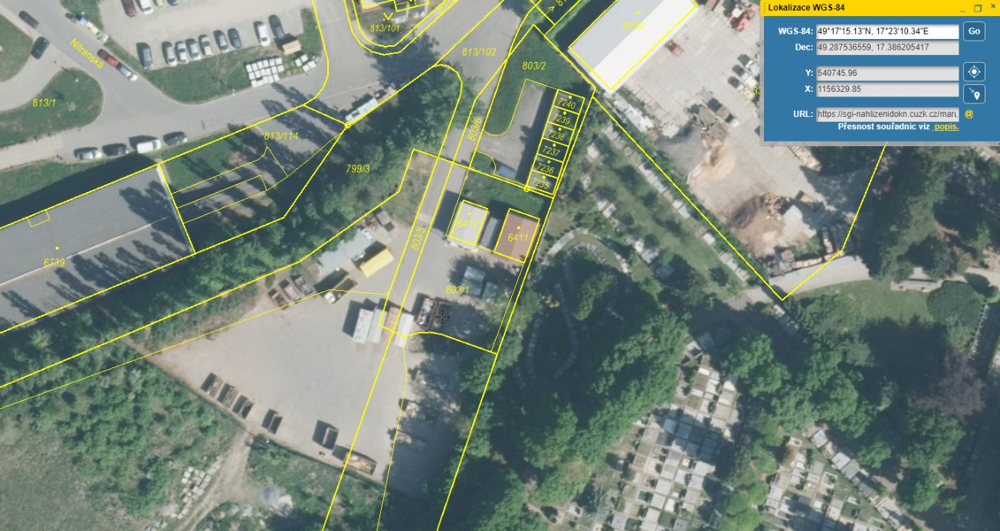 Lokalizace WGS-84
WGS-84: 49°17'15.13"N, 17°23'10.34"E Go
Dec: 49.287536559, 17.386205417
Y: 540745.96
X: 1156329.85
URL: https://sgi-nahlizenidokn.cuzk.cz/maru @
Přesnost souřadnic viz popis.
813/101
813/102
Nitranská
803/2
813/1
7240
7239
7238
7237
7236
7235
803/6
813/114
799/3
6412
6411
803/5
6739
803/1